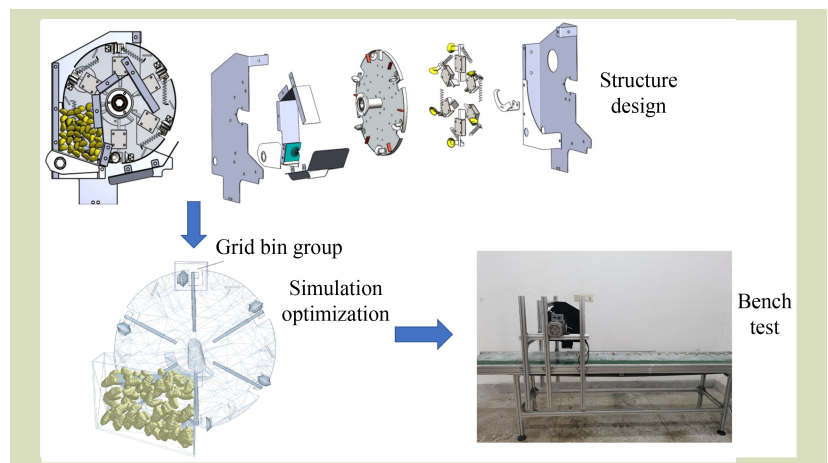 Structure
design
Grid bin group
Simulation
optimization
Bench
test